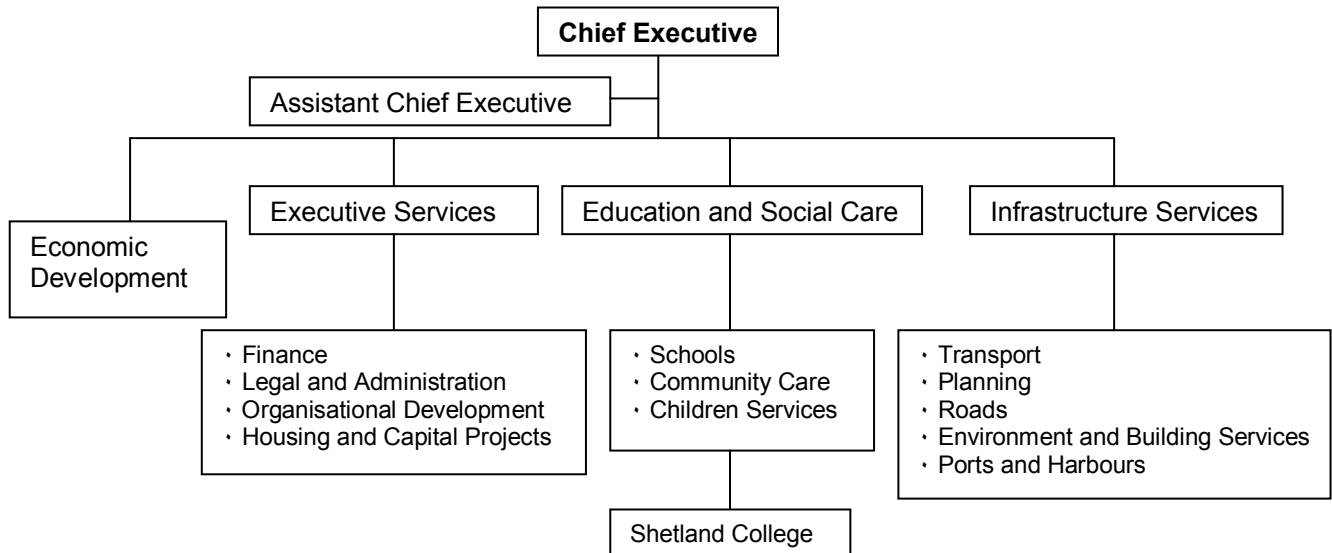 Chief Executive
Assistant Chief Executive
Economic
Development
Executive Services
Education and Social Care
Infrastructure Services
· Finance
· Legal and Administration
· Organisational Development
· Housing and Capital Projects
· Schools
· Community Care
· Children Services
· Transport
· Planning
· Roads
· Environment and Building Services
· Ports and Harbours
Shetland College